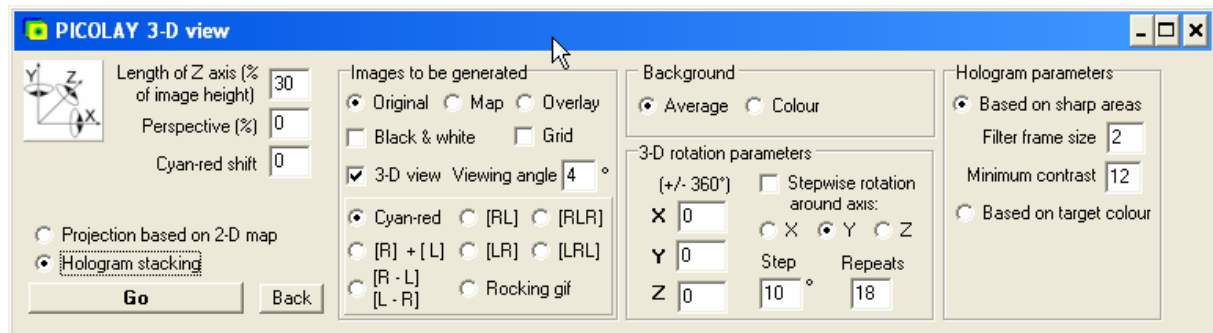 PICOLAY 3-D view
Y Z X
Length of Z axis (% of image height) 30
Perspective (%) 0
Cyan-red shift 0
Projection based on 2-D map
Hologram stacking
Go Back
Images to be generated
Original Map Overlay
Black & white Grid
3-D view Viewing angle 4 °
Cyan-red [RL] [RLR]
[R] + [L] [LR] [LRL]
[R - L]
[L - R] Rocking gif
Background
Average Colour
3-D rotation parameters
(+/- 360°) Stepwise rotation
around axis:
X 0 X Y Z
Y 0 Step Repeats
Z 0 10 ° 18
Hologram parameters
Based on sharp areas
Filter frame size 2
Minimum contrast 12
Based on target colour